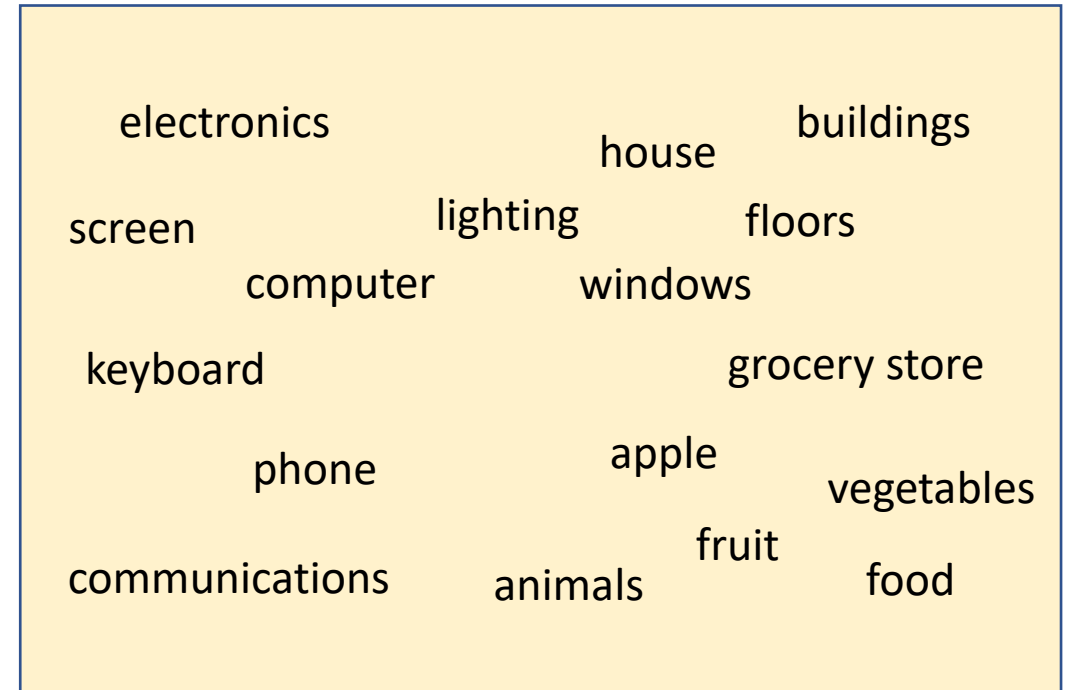 electronics
buildings
house
lighting
floors
screen
computer
windows
keyboard
grocery store
phone
apple
vegetables
fruit
communications
animals
food